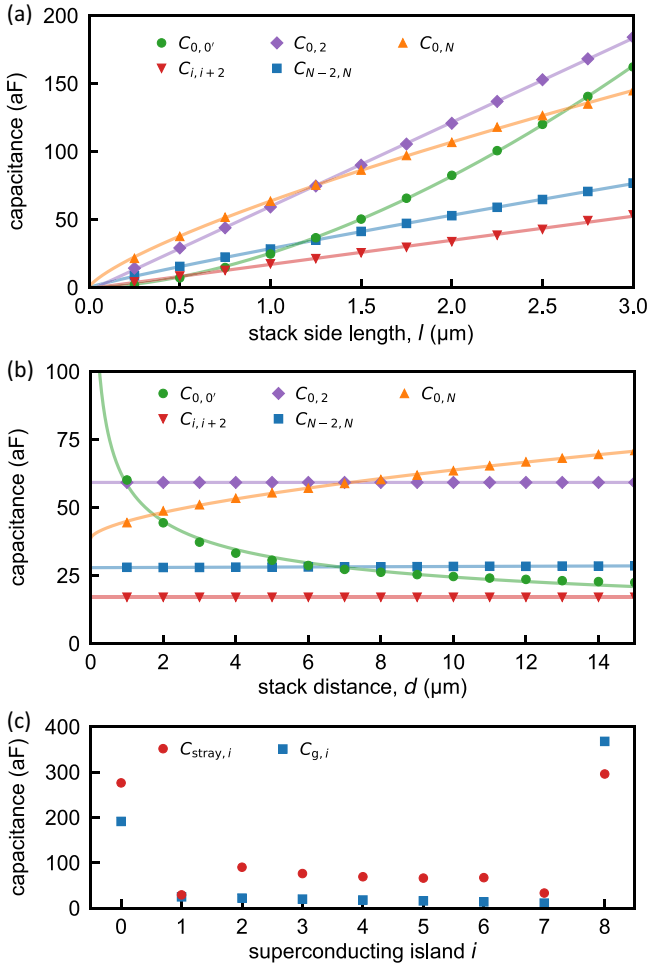 (a)
200
150
100
50
0
capacitance (aF)
C0,0′ C0,2 C0,N
Ci,i+2 CN−2,N
0.0 0.5 1.0 1.5 2.0 2.5 3.0
stack side length, l (μm)
(b)
100
75
50
25
0
capacitance (aF)
C0,0′ C0,2 C0,N
Ci,i+2 CN−2,N
0 2 4 6 8 10 12 14
stack distance, d (μm)
(c)
400
300
200
100
0
capacitance (aF)
Cstray,i Cg,i
0 1 2 3 4 5 6 7 8
superconducting island i